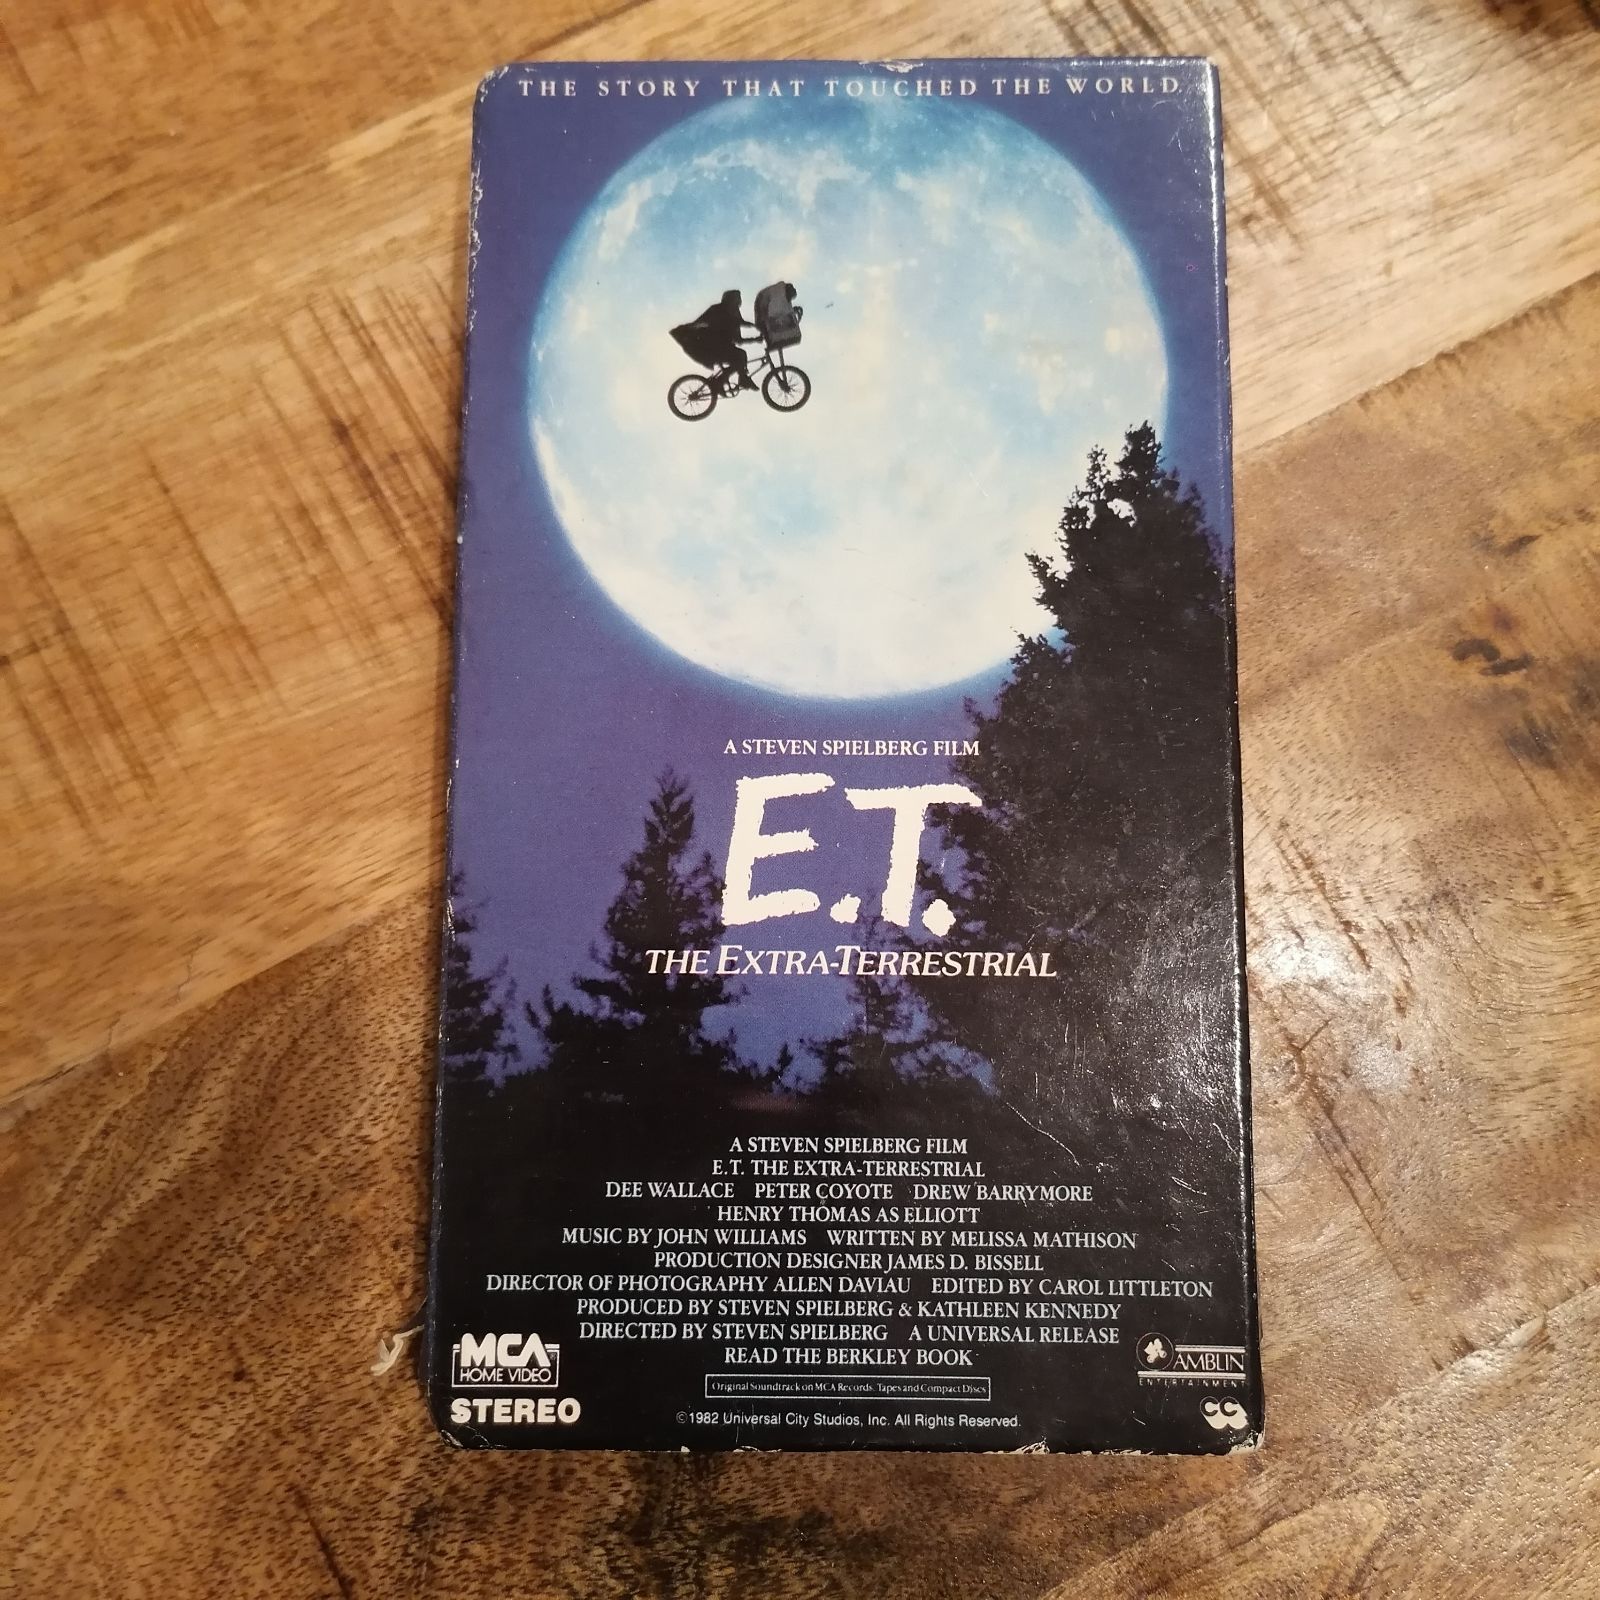 THE STORY THAT TOUCHED THE WORLD.
A STEVEN SPIELBERG FILM
E.T.
THE EXTRA-TERRESTRIAL
A STEVEN SPIELBERG FILM
E.T. THE EXTRA-TERRESTRIAL
DEE WALLACE PETER COYOTE DREW BARRYMORE
HENRY THOMAS AS ELLIOTT
MUSIC BY JOHN WILLIAMS WRITTEN BY MELISSA MATHISON
PRODUCTION DESIGNER JAMES D. BISSELL
DIRECTOR OF PHOTOGRAPHY ALLEN DAVIAU EDITED BY CAROL LITTLETON
PRODUCED BY STEVEN SPIELBERG & KATHLEEN KENNEDY
DIRECTED BY STEVEN SPIELBERG A UNIVERSAL RELEASE
READ THE BERKLEY BOOK
MCA®
HOME VIDEO
STEREO
Original Soundtrack on MCA Records, Tapes and Compact Discs
©1982 Universal City Studios, Inc. All Rights Reserved.
AMBLIN
ENTERTAINMENT
CC